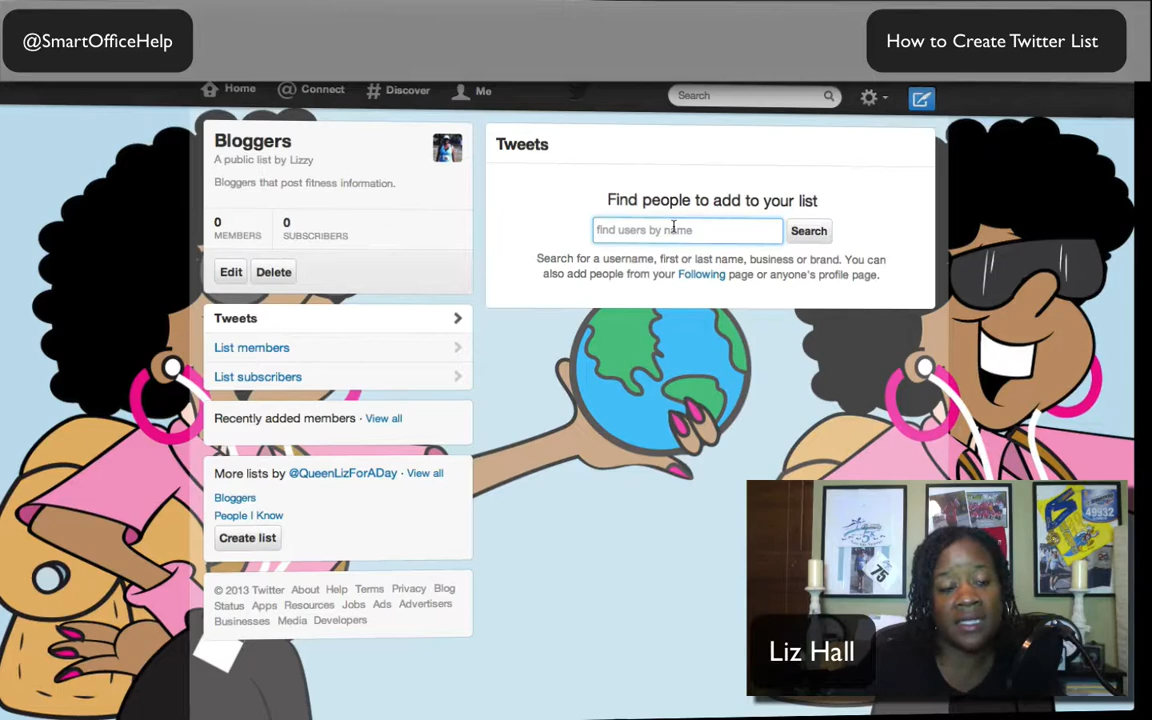 @SmartOfficeHelp
How to Create Twitter List
Home
Connect
Discover
Me
Search
Bloggers
A public list by Lizzy
Bloggers that post fitness information.
0
MEMBERS
0
SUBSCRIBERS
Edit
Delete
Tweets
List members
List subscribers
Recently added members · View all
More lists by @QueenLizForADay · View all
Bloggers
People I Know
Create list
© 2013 Twitter About Help Terms Privacy Blog
Status Apps Resources Jobs Ads Advertisers
Businesses Media Developers
Tweets
Find people to add to your list
find users by name
Search
Search for a username, first or last name, business or brand. You can
also add people from your Following page or anyone's profile page.
75
49932
Liz Hall